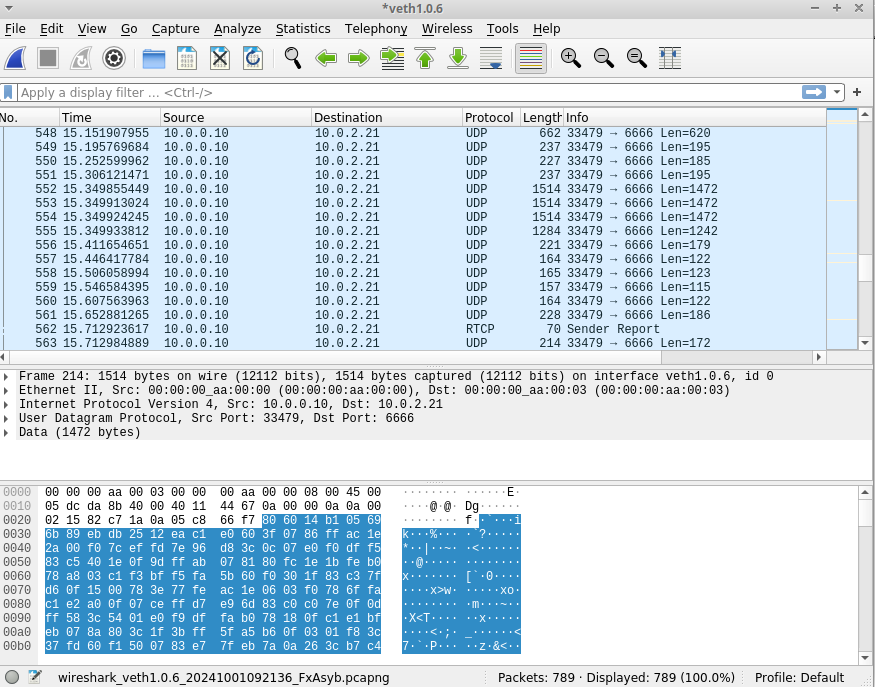 *veth1.0.6
File Edit View Go Capture Analyze Statistics Telephony Wireless Tools Help
Apply a display filter ... <Ctrl-/>
No. Time Source Destination Protocol Length Info
548 15.151907955 10.0.0.10 10.0.2.21 UDP 662 33479 → 6666 Len=620
549 15.195769684 10.0.0.10 10.0.2.21 UDP 237 33479 → 6666 Len=195
550 15.252599962 10.0.0.10 10.0.2.21 UDP 227 33479 → 6666 Len=185
551 15.306121471 10.0.0.10 10.0.2.21 UDP 237 33479 → 6666 Len=195
552 15.349855449 10.0.0.10 10.0.2.21 UDP 1514 33479 → 6666 Len=1472
553 15.349913024 10.0.0.10 10.0.2.21 UDP 1514 33479 → 6666 Len=1472
554 15.349924245 10.0.0.10 10.0.2.21 UDP 1514 33479 → 6666 Len=1472
555 15.349933812 10.0.0.10 10.0.2.21 UDP 1284 33479 → 6666 Len=1242
556 15.411654651 10.0.0.10 10.0.2.21 UDP 221 33479 → 6666 Len=179
557 15.446417784 10.0.0.10 10.0.2.21 UDP 164 33479 → 6666 Len=122
558 15.506058994 10.0.0.10 10.0.2.21 UDP 165 33479 → 6666 Len=123
559 15.546584395 10.0.0.10 10.0.2.21 UDP 157 33479 → 6666 Len=115
560 15.607563963 10.0.0.10 10.0.2.21 UDP 164 33479 → 6666 Len=122
561 15.652881265 10.0.0.10 10.0.2.21 UDP 228 33479 → 6666 Len=186
562 15.712923617 10.0.0.10 10.0.2.21 RTCP 70 Sender Report
563 15.712984889 10.0.0.10 10.0.2.21 UDP 214 33479 → 6666 Len=172
Frame 214: 1514 bytes on wire (12112 bits), 1514 bytes captured (12112 bits) on interface veth1.0.6, id 0
Ethernet II, Src: 00:00:00_aa:00:00 (00:00:00:aa:00:00), Dst: 00:00:00_aa:00:03 (00:00:00:aa:00:03)
Internet Protocol Version 4, Src: 10.0.0.10, Dst: 10.0.2.21
User Datagram Protocol, Src Port: 33479, Dst Port: 6666
Data (1472 bytes)
0000 00 00 00 aa 00 03 00 00 00 aa 00 00 08 00 45 00 ········ ······E·
0010 05 dc da 8b 40 00 40 11 44 67 0a 00 00 0a 0a 00 ····@·@· Dg······
0020 02 15 82 c7 1a 0a 05 c8 66 f7 80 60 14 b1 05 69 ········ f··`···i
0030 6b 89 eb db 25 12 ea c1 e0 60 3f 07 86 ff ac 1e k···%··· ·`?·····
0040 2a 00 f0 7c ef fd 7e 96 d8 3c 0c 07 e0 f0 df f5 *··|··~· ·<······
0050 83 c5 40 1e 0f 9d ff ab 07 81 80 fc 1e 1b fe b0 ··@····· ········
0060 78 a8 03 c1 f3 bf f5 fa 5b 60 f0 30 1f 83 c3 7f x······· [`·0····
0070 d6 0f 15 00 78 3e 77 fe ac 1e 06 03 f0 78 6f fa ····x>w· ·····xo·
0080 c1 e2 a0 0f 07 ce ff d7 e9 6d 83 c0 c0 7e 0f 0d ········ ·m···~··
0090 ff 58 3c 54 01 e0 f9 df fa b0 78 18 0f c1 e1 bf ·X<T···· ··x·····
00a0 eb 07 8a 80 3c 1f 3b ff 5f a5 b6 0f 03 01 f8 3c ····<·;· _······<
00b0 37 fd 60 f1 50 07 83 e7 7f eb 7a 0a 26 3c b7 c4 7·`·P··· ··z·&<··
wireshark_veth1.0.6_20241001092136_FxAsyb.pcapng Packets: 789 · Displayed: 789 (100.0%) Profile: Default